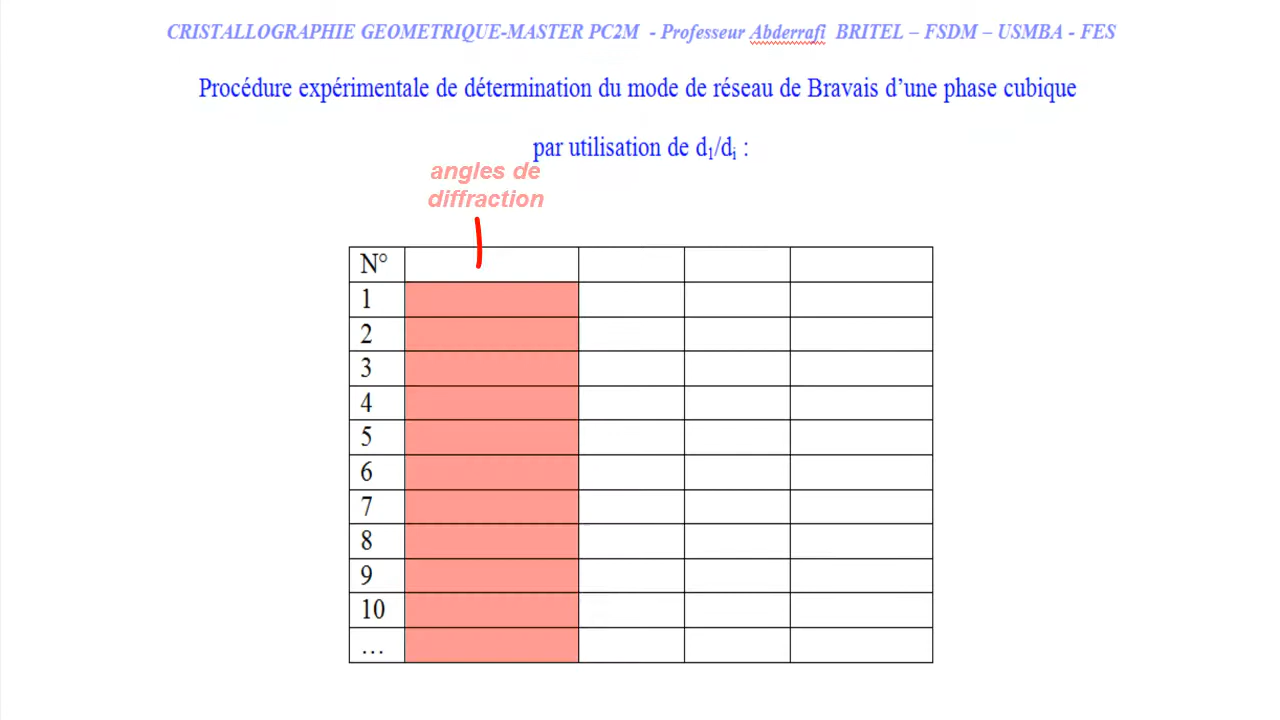 CRISTALLOGRAPHIE GEOMETRIQUE-MASTER PC2M - Professeur Abderrafi BRITEL – FSDM – USMBA - FES
Procédure expérimentale de détermination du mode de réseau de Bravais d’une phase cubique
par utilisation de d₁/dᵢ :
angles de
diffraction
N°
1
2
3
4
5
6
7
8
9
10
…